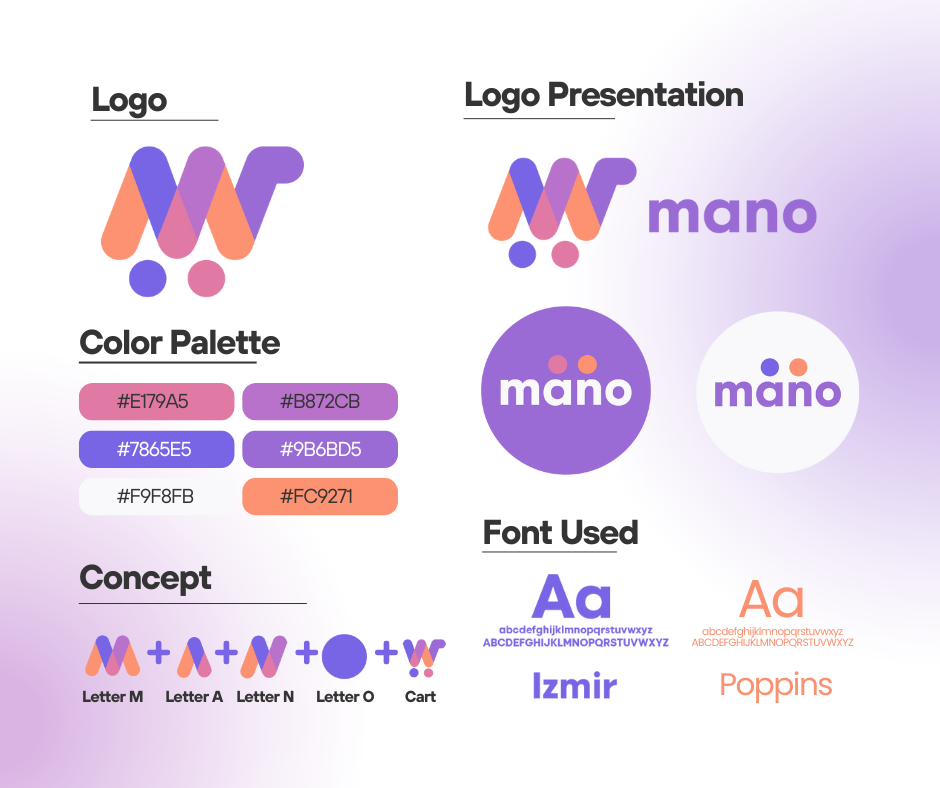 Logo
Color Palette
#E179A5 #B872CB
#7865E5 #9B6BD5
#F9F8FB #FC9271
Concept
Letter M Letter A Letter N Letter O Cart
Logo Presentation
mano
mano mano
Font Used
Aa Aa
abcdefghijklmnopqrstuvwxyz abcdefghijklmnopqrstuvwxyz
ABCDEFGHIJKLMNOPQRSTUVWXYZ ABCDEFGHIJKLMNOPQRSTUVWXYZ
Izmir Poppins